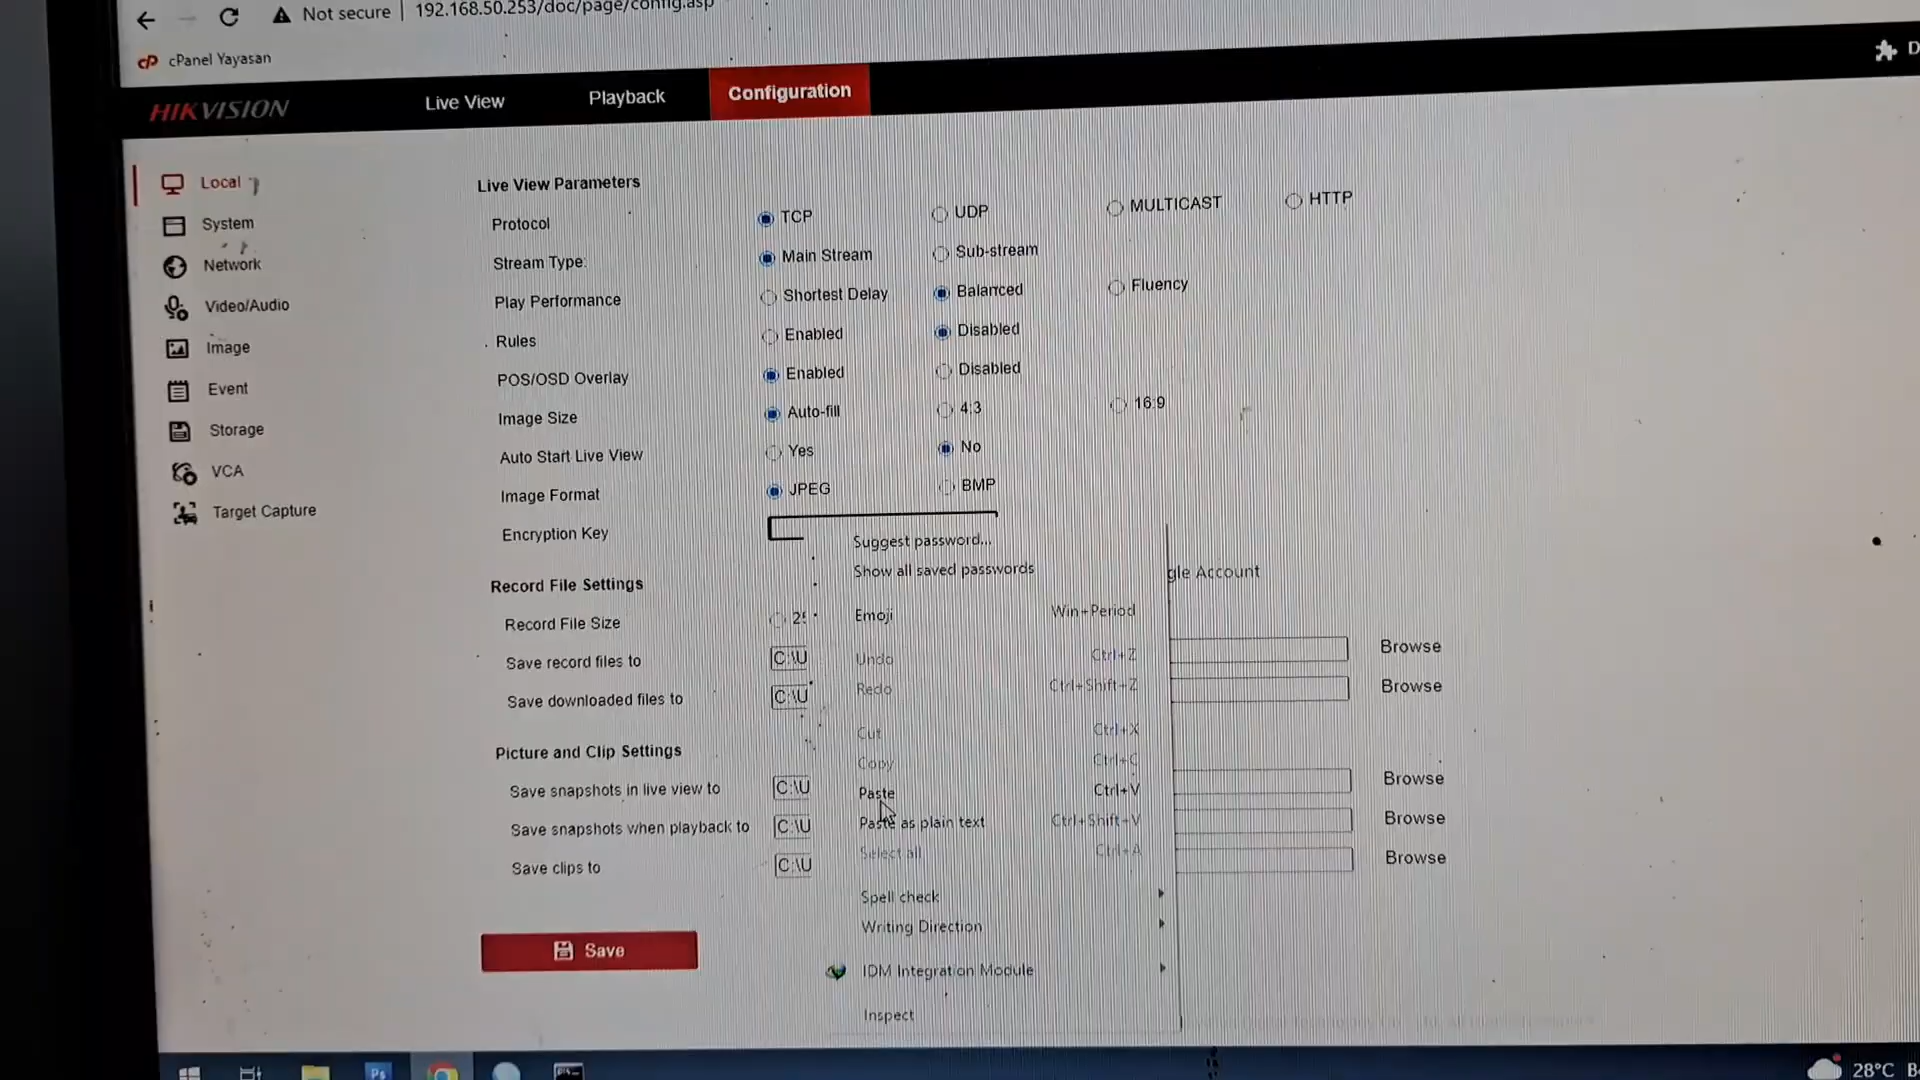 Not secure | 192.168.50.253/doc/page/config.asp
cP cPanel Yayasan
HIKVISION Live View Playback Configuration
Local
System
Network
Video/Audio
Image
Event
Storage
VCA
Target Capture
Live View Parameters
Protocol TCP UDP MULTICAST HTTP
Stream Type: Main Stream Sub-stream
Play Performance Shortest Delay Balanced Fluency
Rules Enabled Disabled
POS/OSD Overlay Enabled Disabled
Image Size Auto-fill 4:3 16:9
Auto Start Live View Yes No
Image Format JPEG BMP
Encryption Key
Record File Settings
Record File Size
Save record files to C:\U Browse
Save downloaded files to C:\U Browse
Picture and Clip Settings
Save snapshots in live view to C:\U Browse
Save snapshots when playback to C:\U Browse
Save clips to C:\U Browse
Save
Suggest password...
Show all saved passwords
gle Account
Emoji Win+Period
Undo Ctrl+Z
Redo Ctrl+Shift+Z
Cut Ctrl+X
Copy Ctrl+C
Paste Ctrl+V
Paste as plain text Ctrl+Shift+V
Select all Ctrl+A
Spell check
Writing Direction
IDM Integration Module
Inspect
Ps
28°C